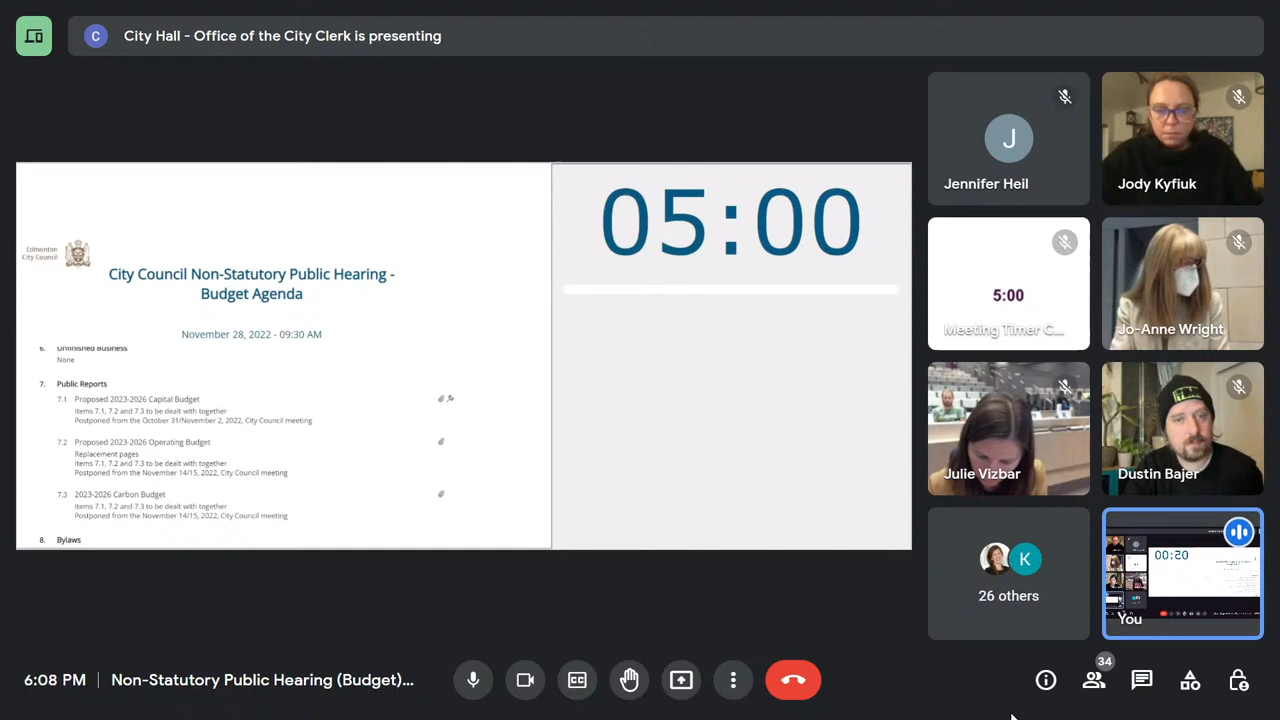 C
City Hall - Office of the City Clerk is presenting
Edmonton
City Council
City Council Non-Statutory Public Hearing -
Budget Agenda
November 28, 2022 - 09:30 AM
6. Unfinished Business
None
7. Public Reports
7.1 Proposed 2023-2026 Capital Budget
Items 7.1, 7.2 and 7.3 to be dealt with together
Postponed from the October 31/November 2, 2022, City Council meeting
7.2 Proposed 2023-2026 Operating Budget
Replacement pages
Items 7.1, 7.2 and 7.3 to be dealt with together
Postponed from the November 14/15, 2022, City Council meeting
7.3 2023-2026 Carbon Budget
Items 7.1, 7.2 and 7.3 to be dealt with together
Postponed from the November 14/15, 2022, City Council meeting
8. Bylaws
05:00
J
Jennifer Heil
Jody Kyfiuk
5:00
Meeting Timer C...
Jo-Anne Wright
Julie Vizbar
Dustin Bajer
K
26 others
00:50
You
6:08 PM
Non-Statutory Public Hearing (Budget)...
34